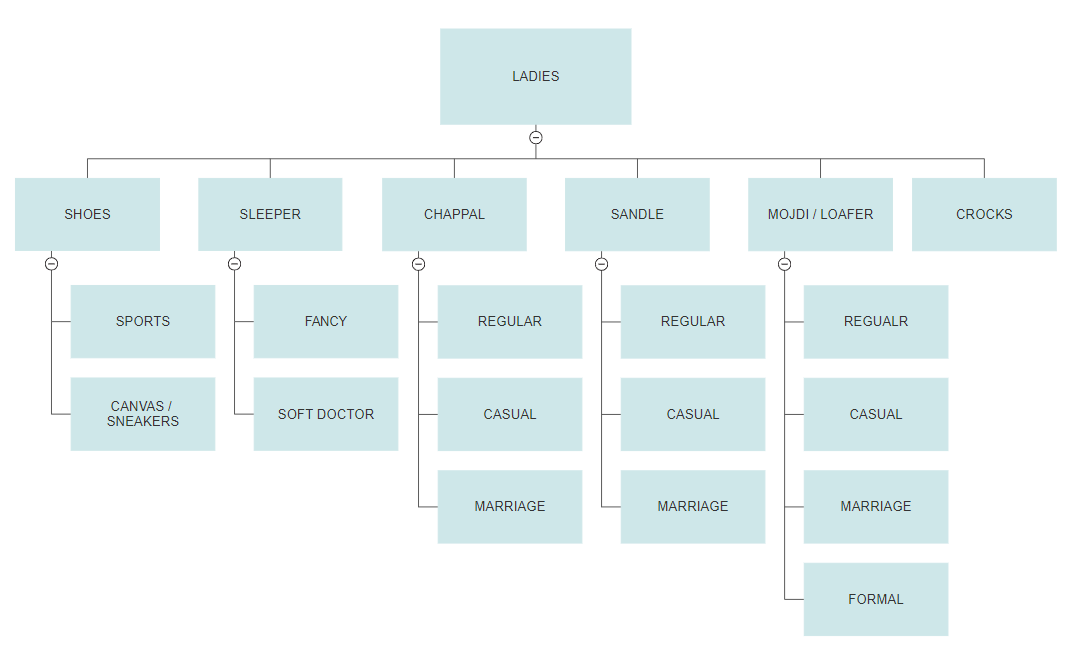 LADIES
SHOES
SLEEPER
CHAPPAL
SANDLE
MOJDI / LOAFER
CROCKS
SPORTS
FANCY
REGULAR
REGULAR
REGUALR
CANVAS /
SNEAKERS
SOFT DOCTOR
CASUAL
CASUAL
CASUAL
MARRIAGE
MARRIAGE
MARRIAGE
FORMAL